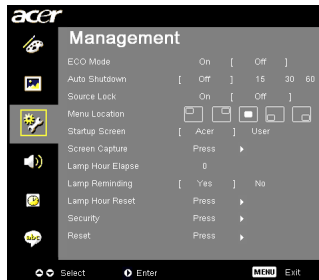 acer
Management
ECO Mode On [ Off ]
Auto Shutdown [ Off ] 15 30 60
Source Lock On [ Off ]
Menu Location
Startup Screen [ Acer ] User
Screen Capture Press
Lamp Hour Elapse 0
Lamp Reminding [ Yes ] No
Lamp Hour Reset Press
Security Press
abc
Reset Press
Select Enter MENU Exit